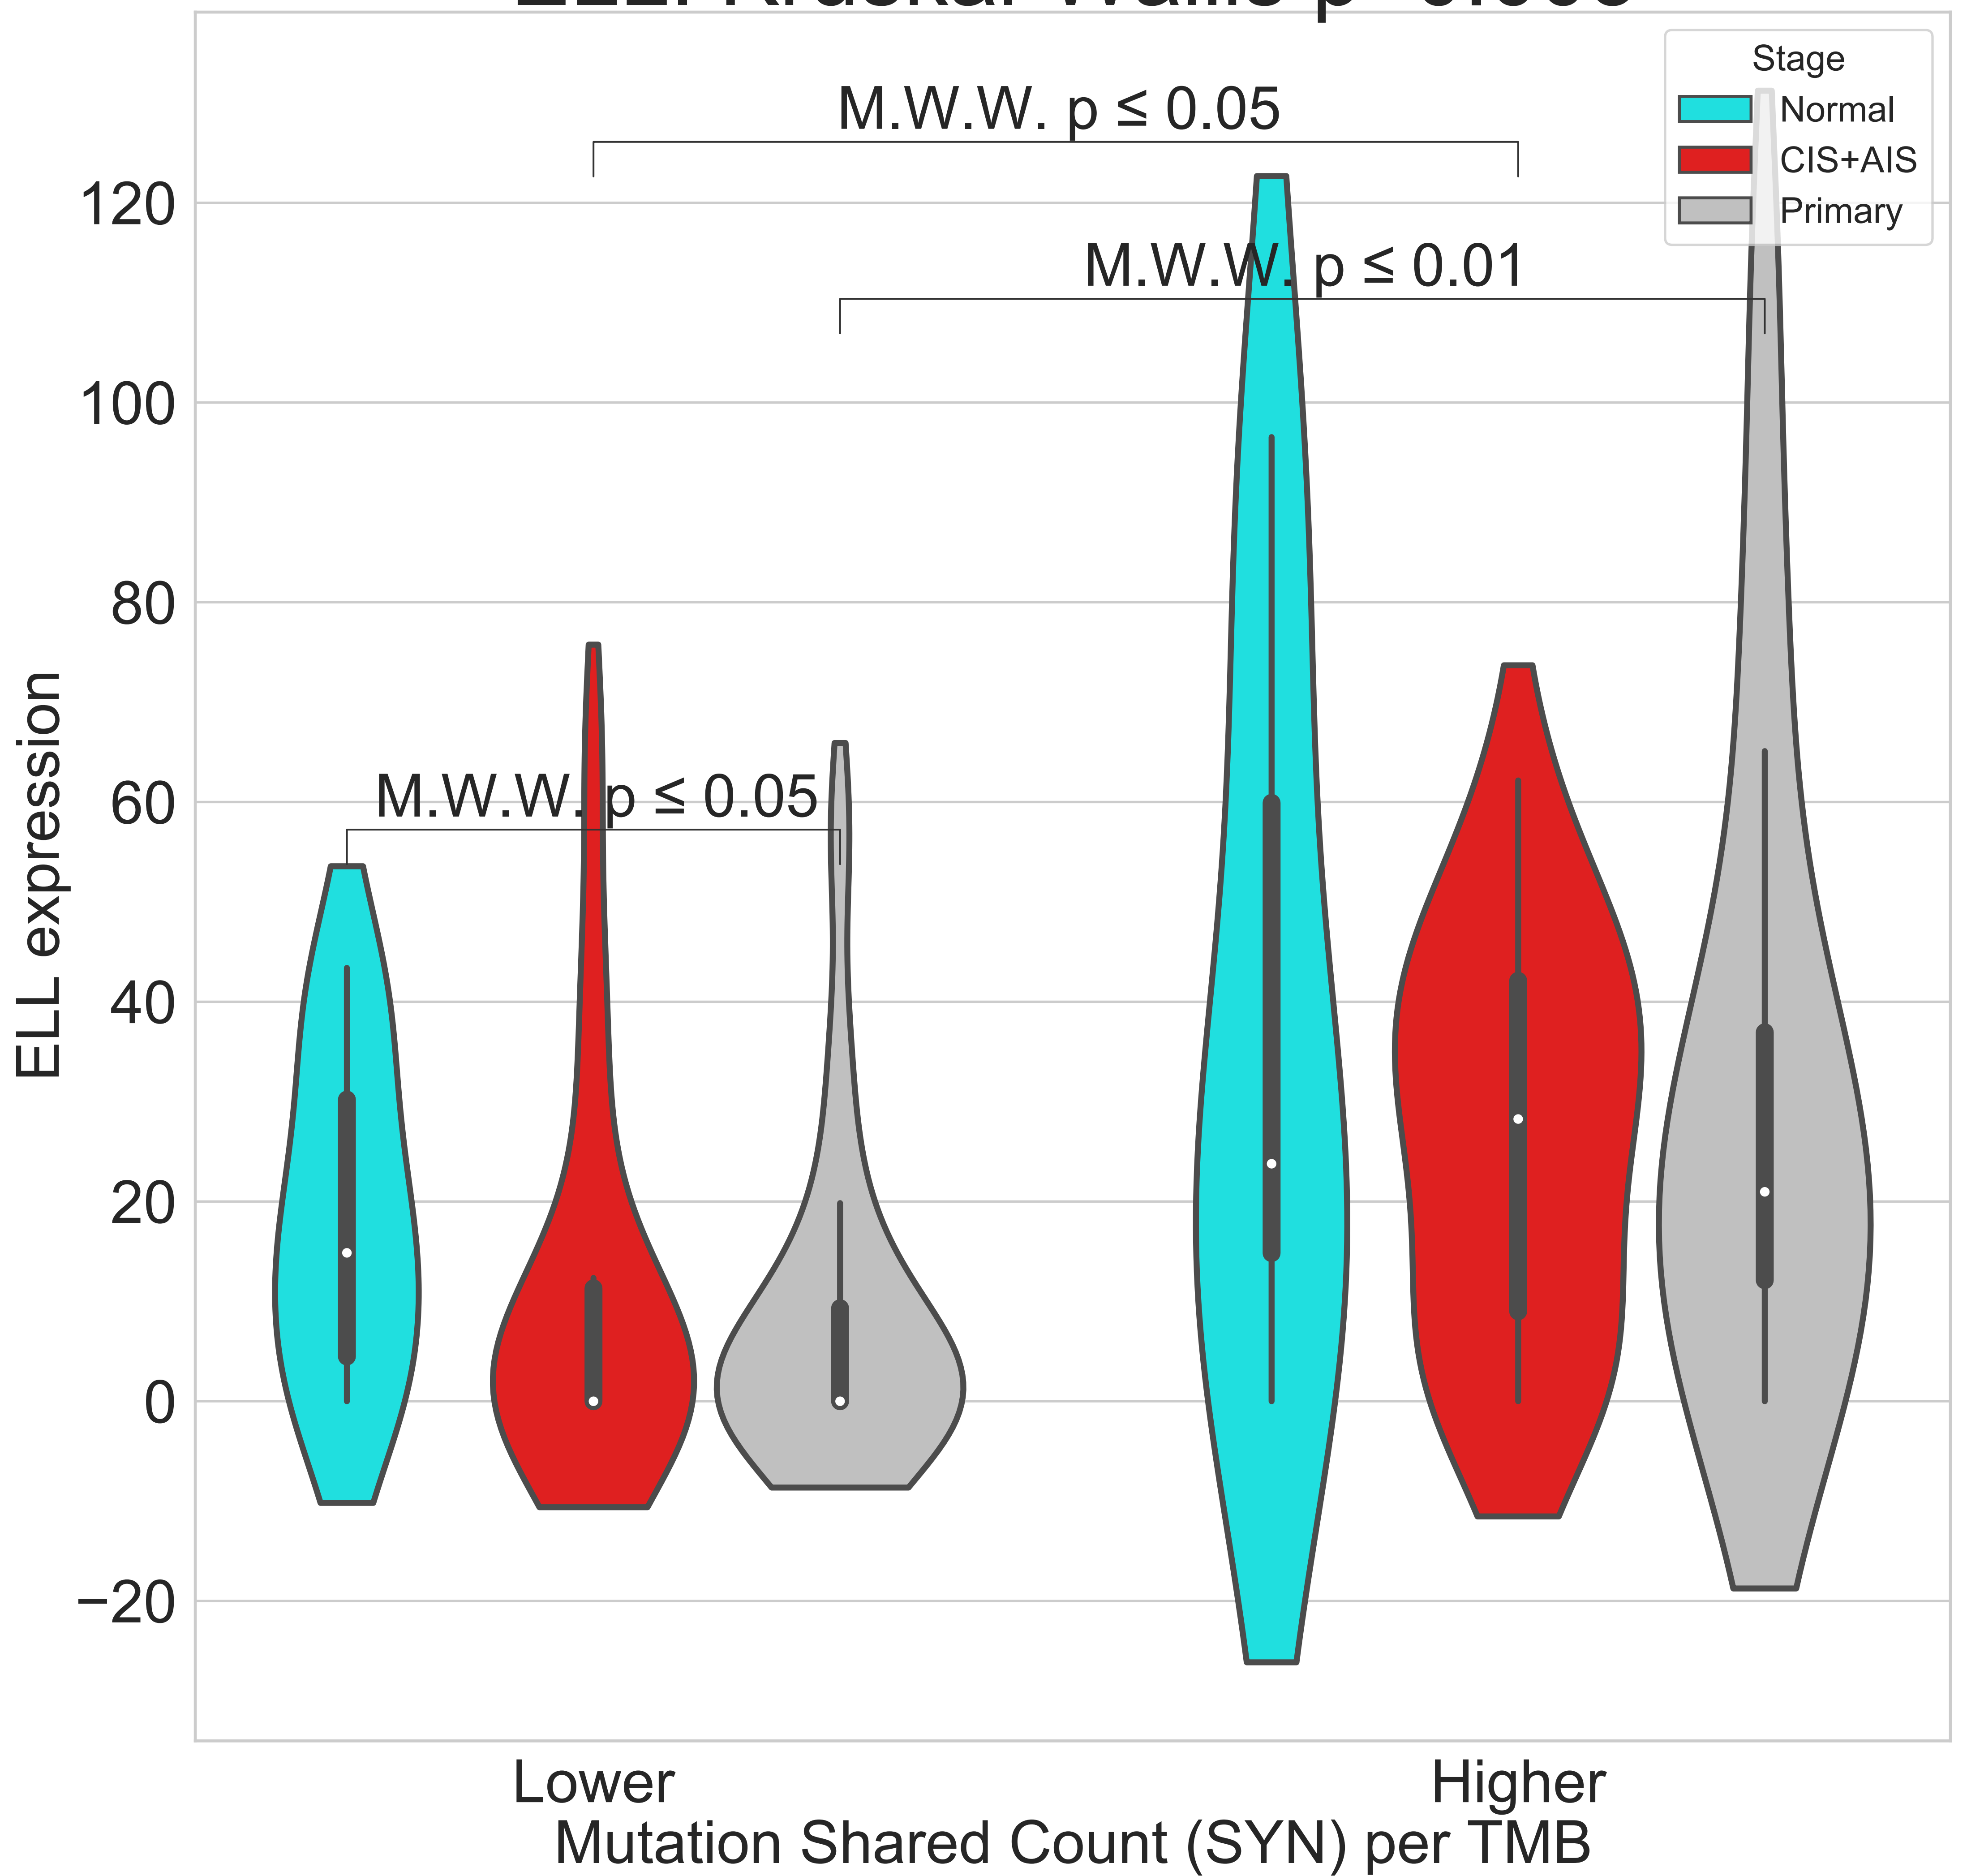 Stage
Normal
CIS+AIS
Primary
M.W.W. p ≤ 0.05
M.W.W. p ≤ 0.01
M.W.W. p ≤ 0.05
120
100
80
60
40
20
0
−20
ELL expression
Lower
Higher
Mutation Shared Count (SYN) per TMB